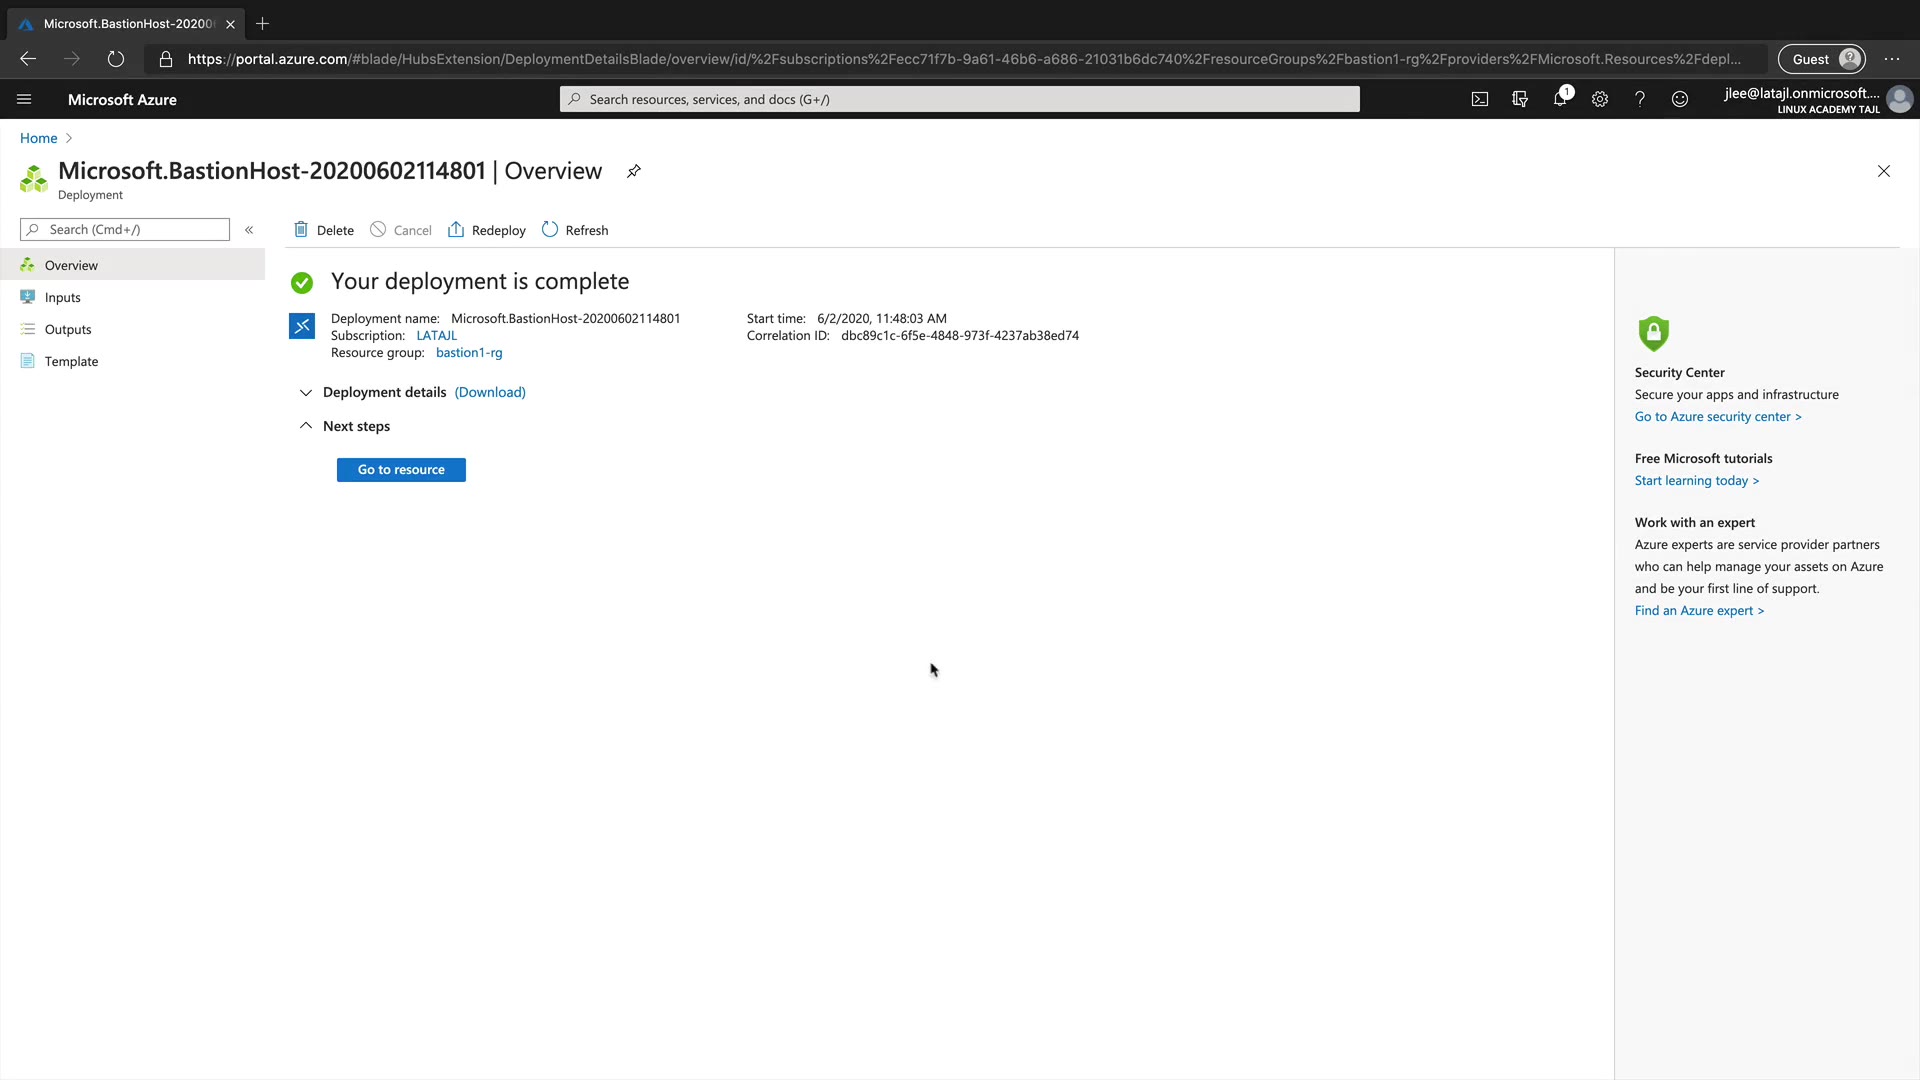 Microsoft.BastionHost-20200
https://portal.azure.com/#blade/HubsExtension/DeploymentDetailsBlade/overview/id/%2Fsubscriptions%2Fecc71f7b-9a61-46b6-a686-21031b6dc740%2FresourceGroups%2Fbastion1-rg%2Fproviders%2FMicrosoft.Resources%2Fdepl...
Guest
Microsoft Azure
Search resources, services, and docs (G+/)
1
jlee@latajl.onmicrosoft....
LINUX ACADEMY TAJL
Home
Microsoft.BastionHost-20200602114801 | Overview
Deployment
Search (Cmd+/)
«
Delete
Cancel
Redeploy
Refresh
Overview
Inputs
Outputs
Template
Your deployment is complete
Deployment name: Microsoft.BastionHost-20200602114801
Subscription: LATAJL
Resource group: bastion1-rg
Start time: 6/2/2020, 11:48:03 AM
Correlation ID: dbc89c1c-6f5e-4848-973f-4237ab38ed74
Deployment details (Download)
Next steps
Go to resource
Security Center
Secure your apps and infrastructure
Go to Azure security center >
Free Microsoft tutorials
Start learning today >
Work with an expert
Azure experts are service provider partners
who can help manage your assets on Azure
and be your first line of support.
Find an Azure expert >